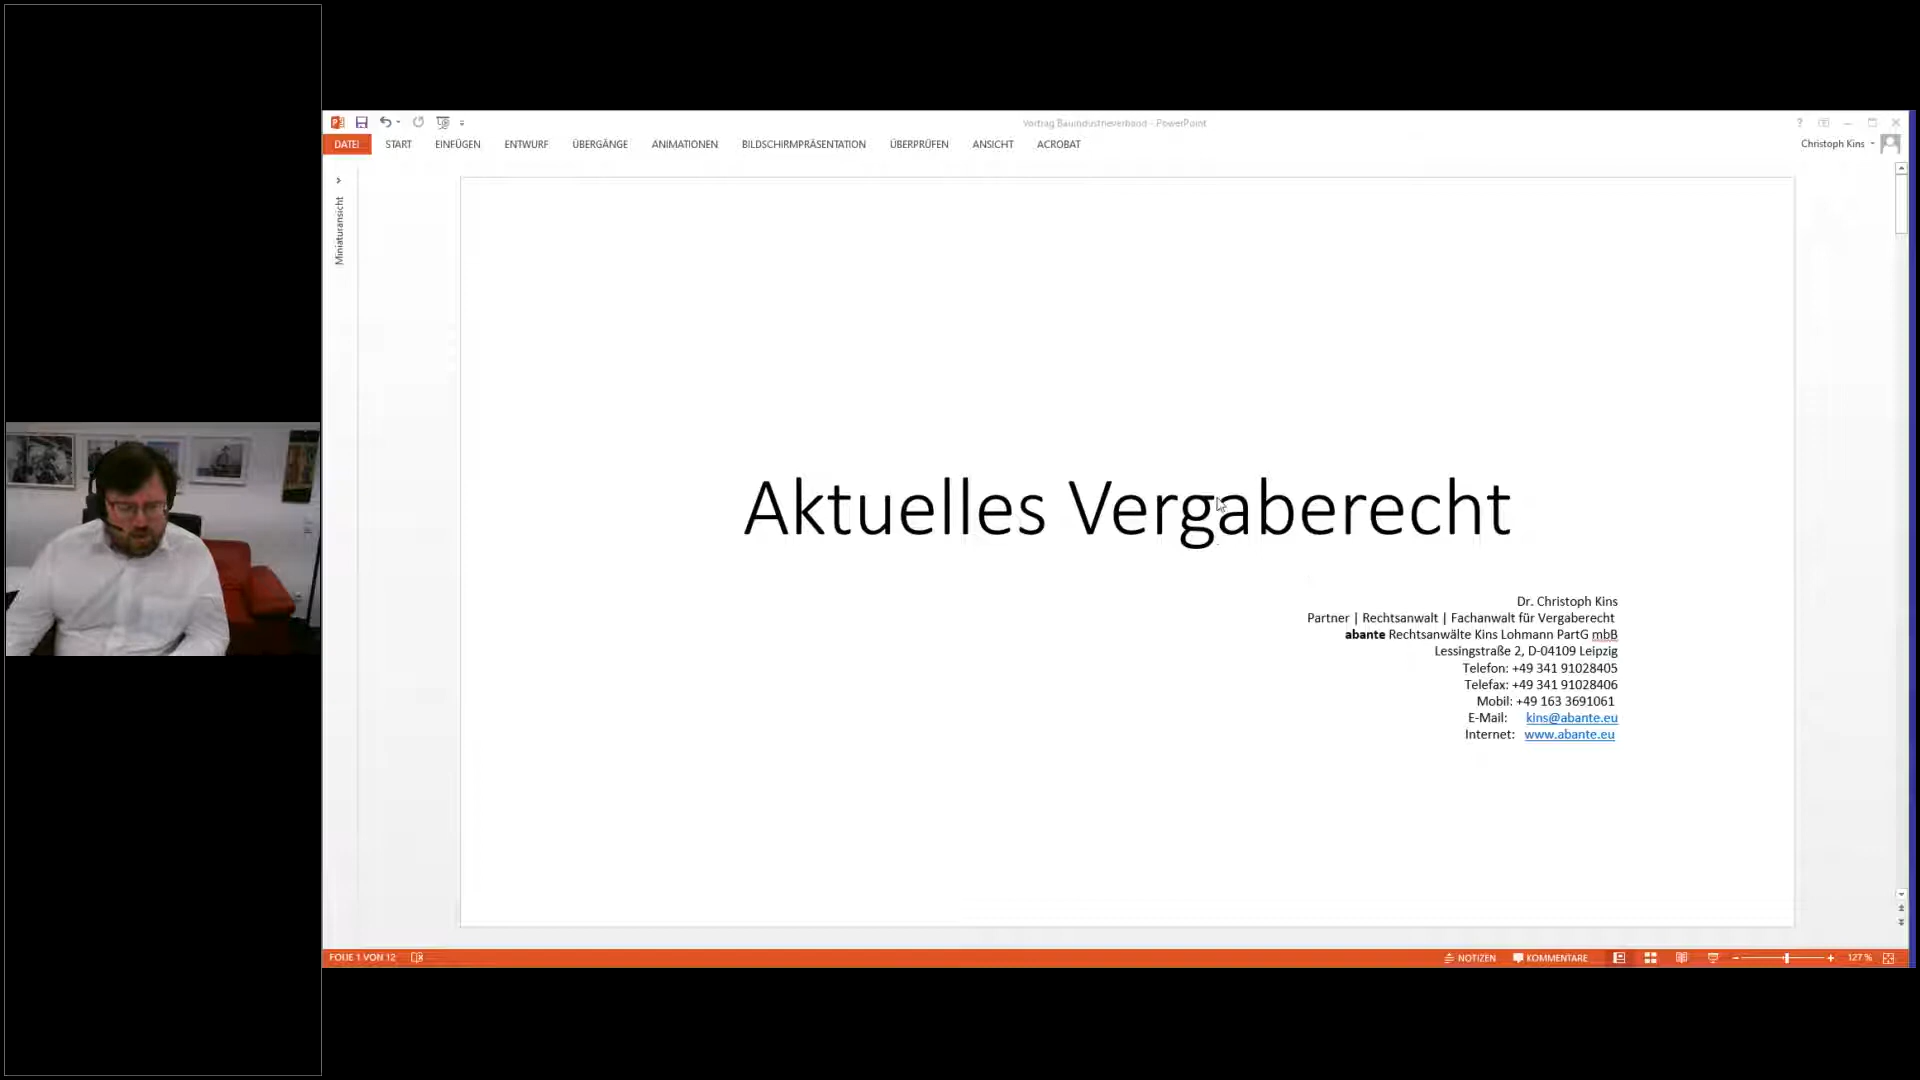 Vortrag Bauindustrieverband - PowerPoint
DATEI START EINFÜGEN ENTWURF ÜBERGÄNGE ANIMATIONEN BILDSCHIRMPRÄSENTATION ÜBERPRÜFEN ANSICHT ACROBAT
Christoph Kins
Miniaturansicht
Aktuelles Vergaberecht
Dr. Christoph Kins
Partner | Rechtsanwalt | Fachanwalt für Vergaberecht
abante Rechtsanwälte Kins Lohmann PartG mbB
Lessingstraße 2, D-04109 Leipzig
Telefon: +49 341 91028405
Telefax: +49 341 91028406
Mobil: +49 163 3691061
E-Mail: kins@abante.eu
Internet: www.abante.eu
FOLIE 1 VON 12
NOTIZEN KOMMENTARE 127 %